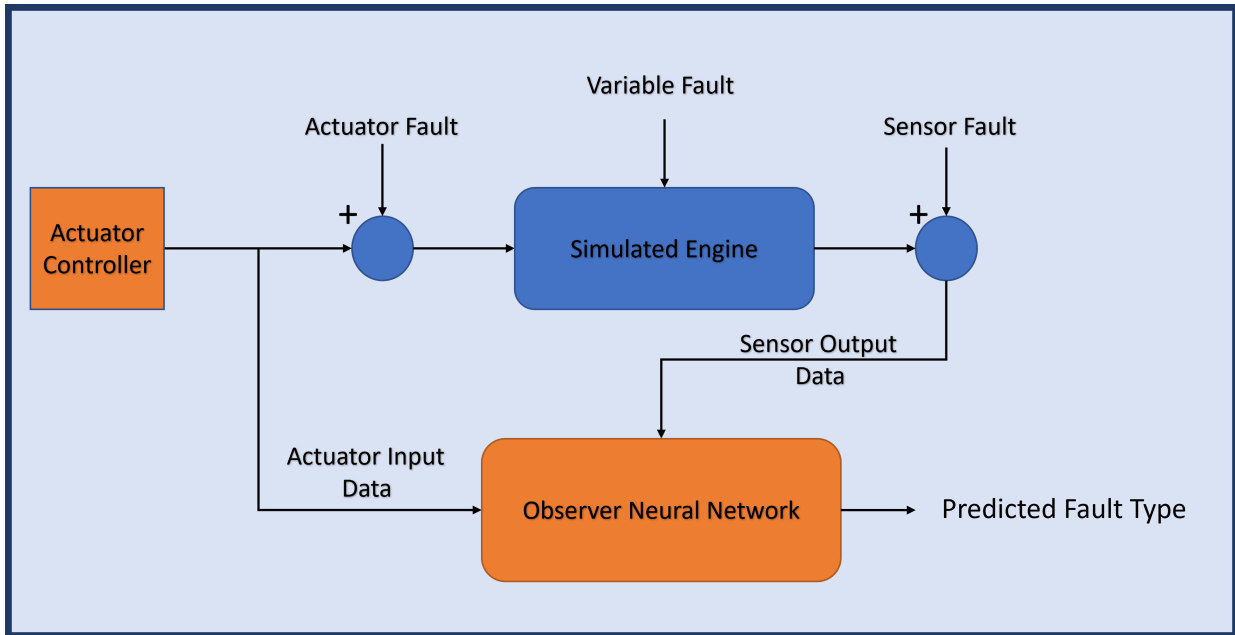 Variable Fault
Actuator Fault
Sensor Fault
+
+
Actuator
Controller
Simulated Engine
Sensor Output
Data
Actuator Input
Data
Observer Neural Network
Predicted Fault Type